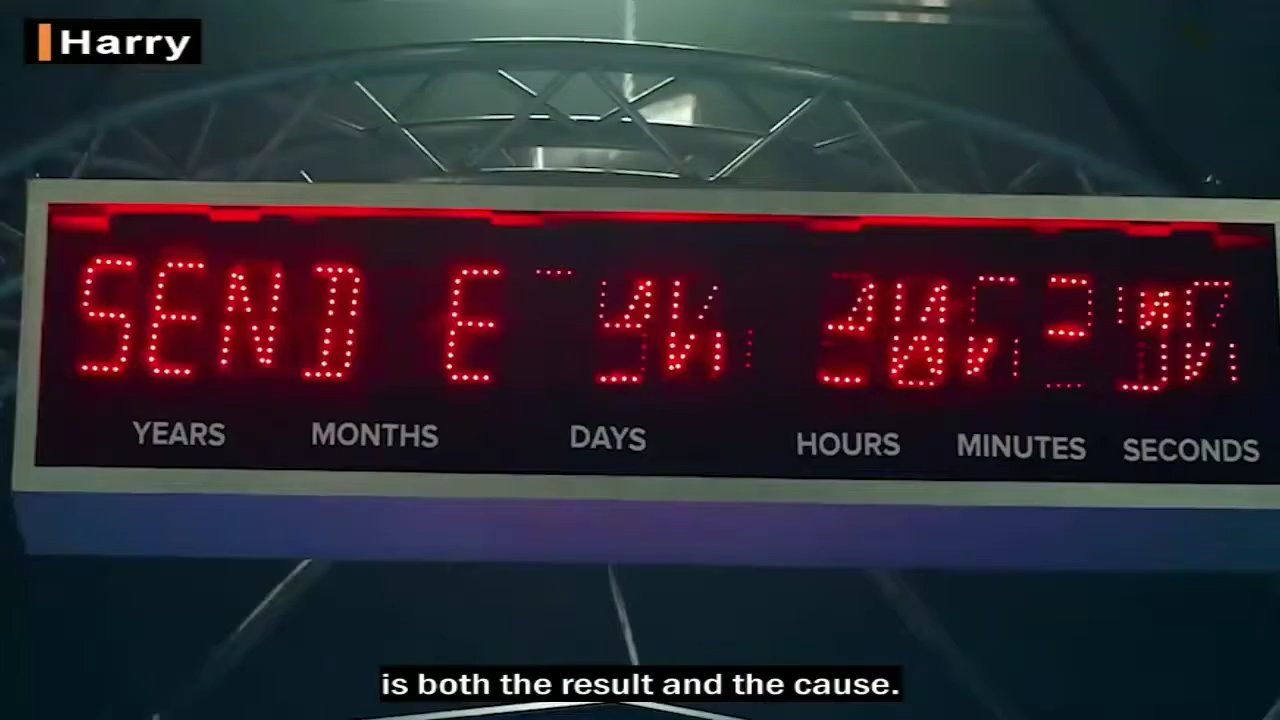 Harry
SEND E
YEARS MONTHS DAYS HOURS MINUTES SECONDS
is both the result and the cause.